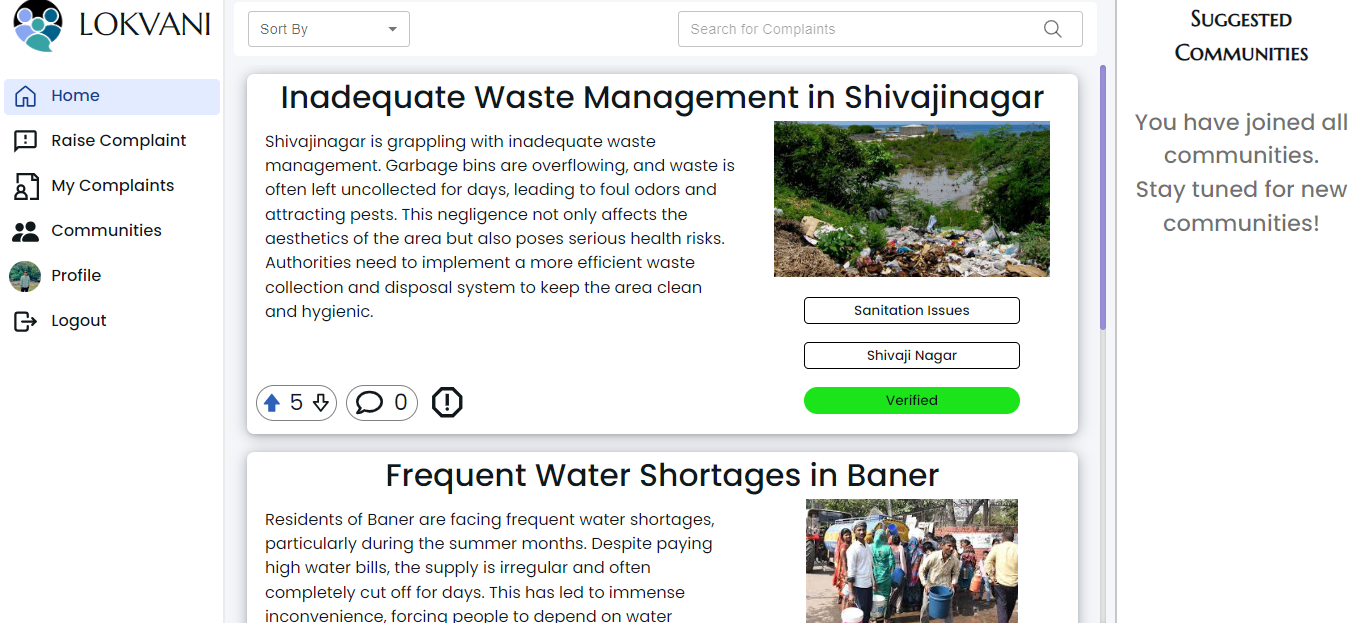 LOKVANI
Home
Raise Complaint
My Complaints
Communities
Profile
Logout
Sort By
Search for Complaints
Inadequate Waste Management in Shivajinagar
Shivajinagar is grappling with inadequate waste
management. Garbage bins are overflowing, and waste is
often left uncollected for days, leading to foul odors and
attracting pests. This negligence not only affects the
aesthetics of the area but also poses serious health risks.
Authorities need to implement a more efficient waste
collection and disposal system to keep the area clean
and hygienic.
Sanitation Issues
Shivaji Nagar
Verified
5
0
Frequent Water Shortages in Baner
Residents of Baner are facing frequent water shortages,
particularly during the summer months. Despite paying
high water bills, the supply is irregular and often
completely cut off for days. This has led to immense
inconvenience, forcing people to depend on water
Suggested
Communities
You have joined all
communities.
Stay tuned for new
communities!